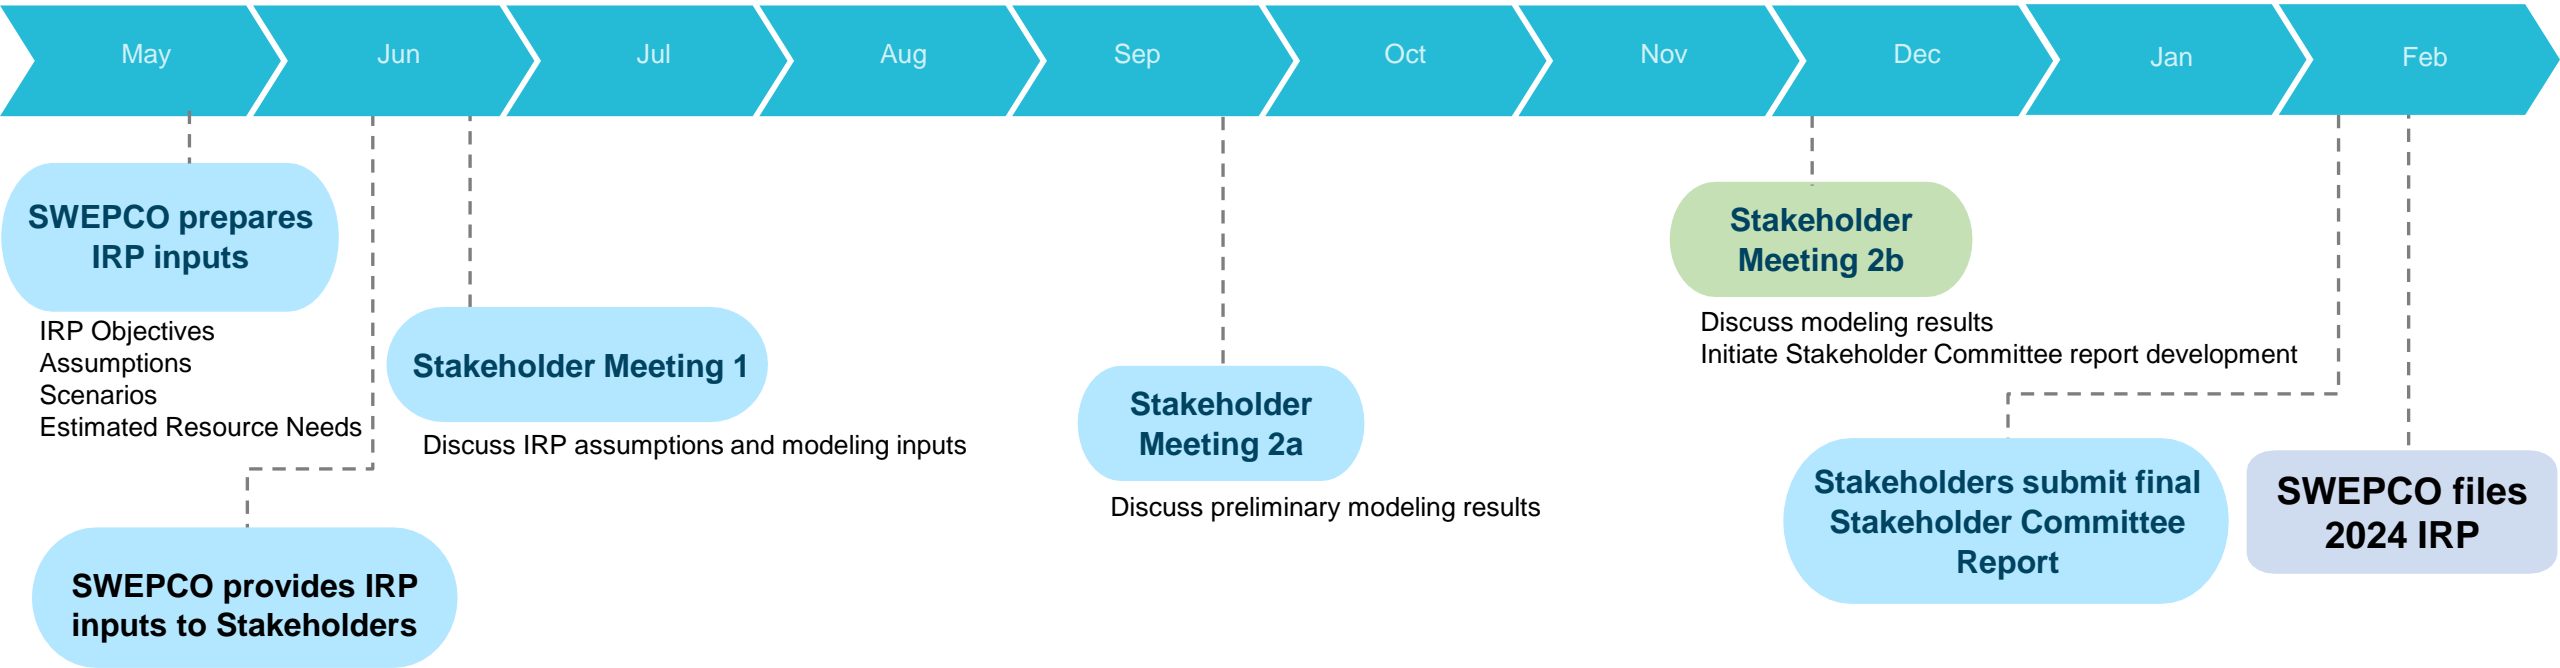 May
Jun
Jul
Aug
Sep
Oct
Nov
Dec
Jan
Feb
SWEPCO prepares
IRP inputs
IRP Objectives
Assumptions
Scenarios
Estimated Resource Needs
SWEPCO provides IRP
inputs to Stakeholders
Stakeholder Meeting 1
Discuss IRP assumptions and modeling inputs
Stakeholder
Meeting 2a
Discuss preliminary modeling results
Stakeholder
Meeting 2b
Discuss modeling results
Initiate Stakeholder Committee report development
Stakeholders submit final
Stakeholder Committee
Report
SWEPCO files
2024 IRP